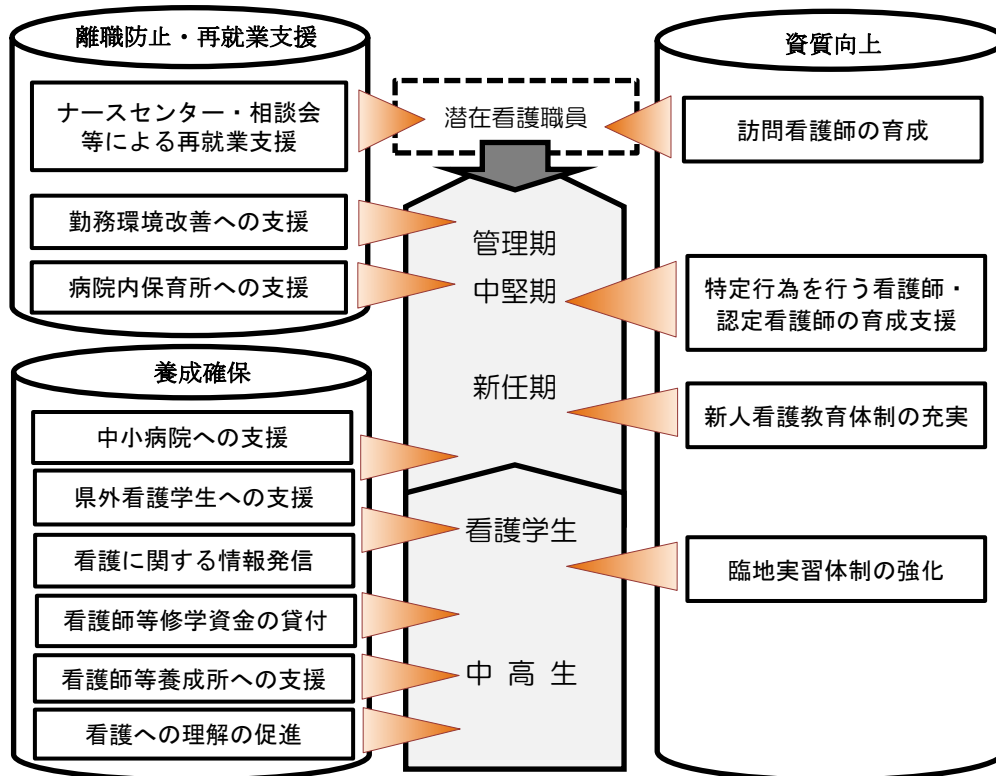 離職防止・再就業支援
ナースセンター・相談会
等による再就業支援
勤務環境改善への支援
病院内保育所への支援
養成確保
中小病院への支援
県外看護学生への支援
看護に関する情報発信
看護師等修学資金の貸付
看護師等養成所への支援
看護への理解の促進
潜在看護職員
管理期
中堅期
新任期
看護学生
中高生
資質向上
訪問看護師の育成
特定行為を行う看護師・
認定看護師の育成支援
新人看護教育体制の充実
臨地実習体制の強化